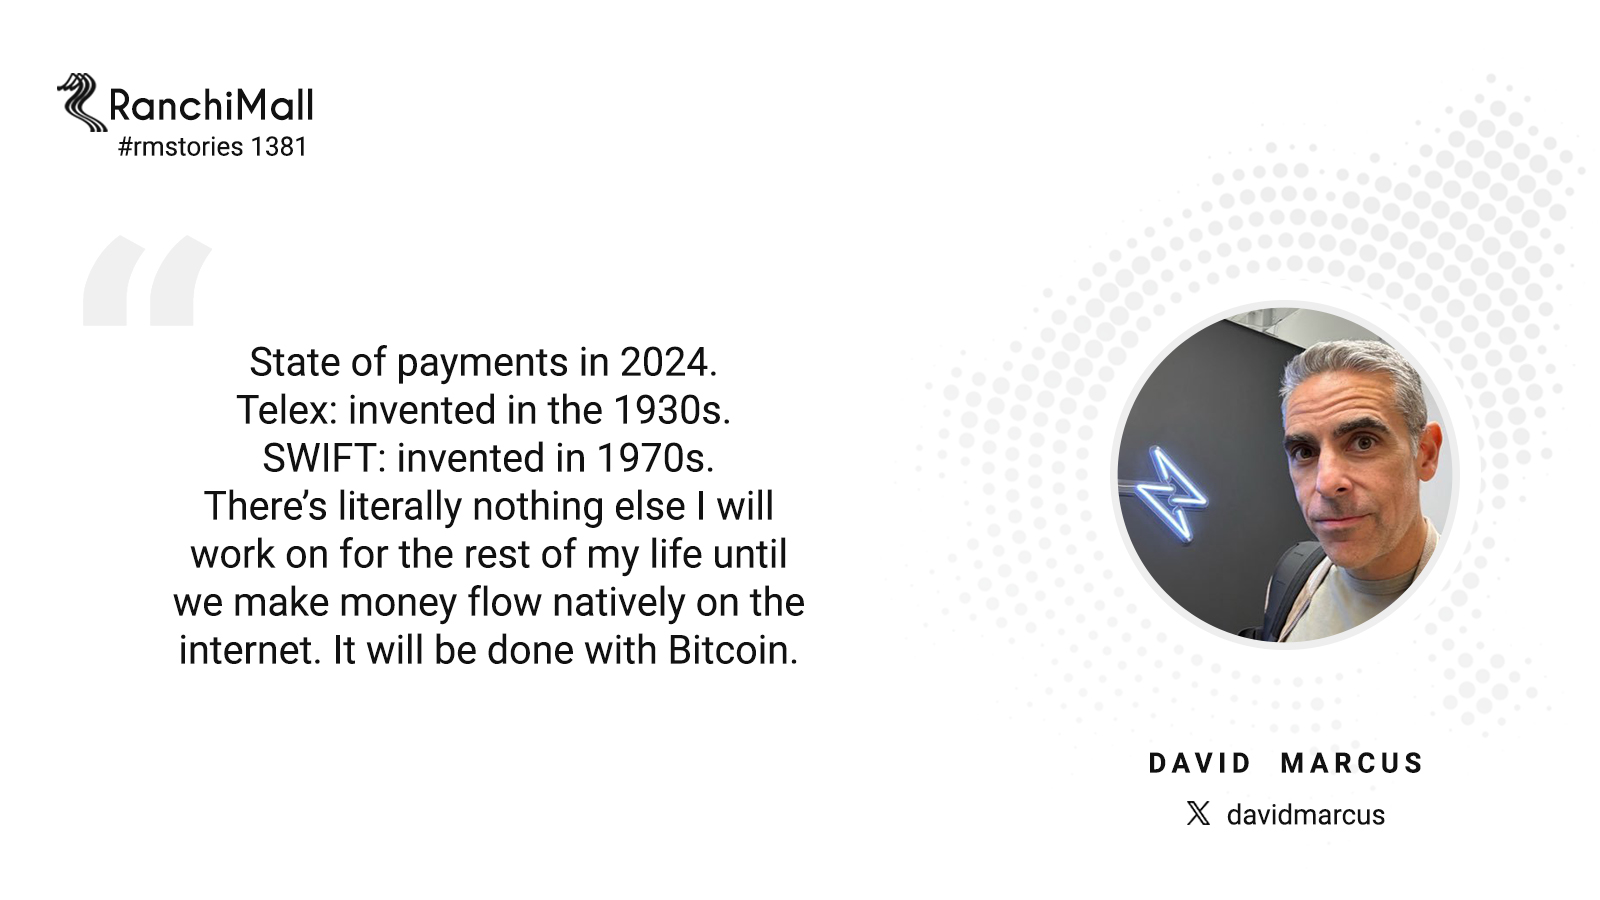 RanchiMall
#rmstories 1381
“
State of payments in 2024.
Telex: invented in the 1930s.
SWIFT: invented in 1970s.
There’s literally nothing else I will
work on for the rest of my life until
we make money flow natively on the
internet. It will be done with Bitcoin.
DAVID MARCUS
𝕏 davidmarcus